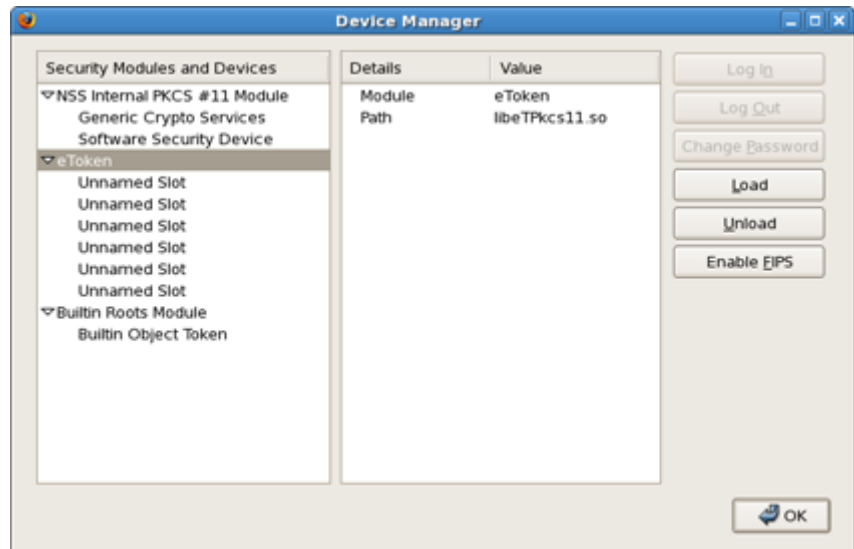 Device Manager
Security Modules and Devices
NSS Internal PKCS #11 Module
Generic Crypto Services
Software Security Device
eToken
Unnamed Slot
Unnamed Slot
Unnamed Slot
Unnamed Slot
Unnamed Slot
Unnamed Slot
Builtin Roots Module
Builtin Object Token
Details Value
Module eToken
Path libeTPkcs11.so
Log In
Log Out
Change Password
Load
Unload
Enable FIPS
OK